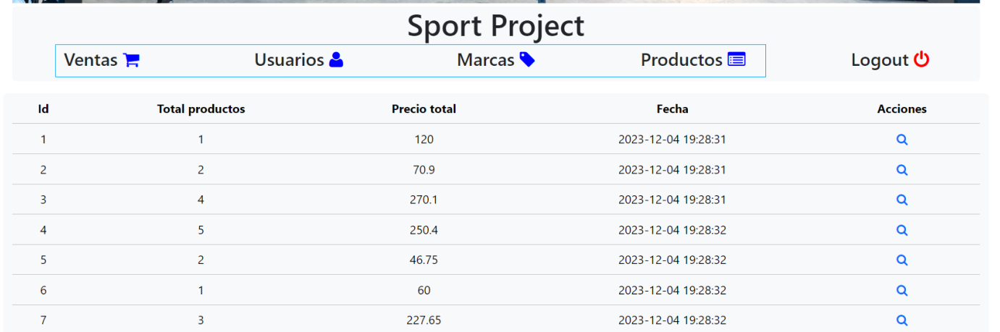 Sport Project
Ventas Usuarios Marcas Productos Logout
Id Total productos Precio total Fecha Acciones
1 1 120 2023-12-04 19:28:31
2 2 70.9 2023-12-04 19:28:31
3 4 270.1 2023-12-04 19:28:31
4 5 250.4 2023-12-04 19:28:32
5 2 46.75 2023-12-04 19:28:32
6 1 60 2023-12-04 19:28:32
7 3 227.65 2023-12-04 19:28:32